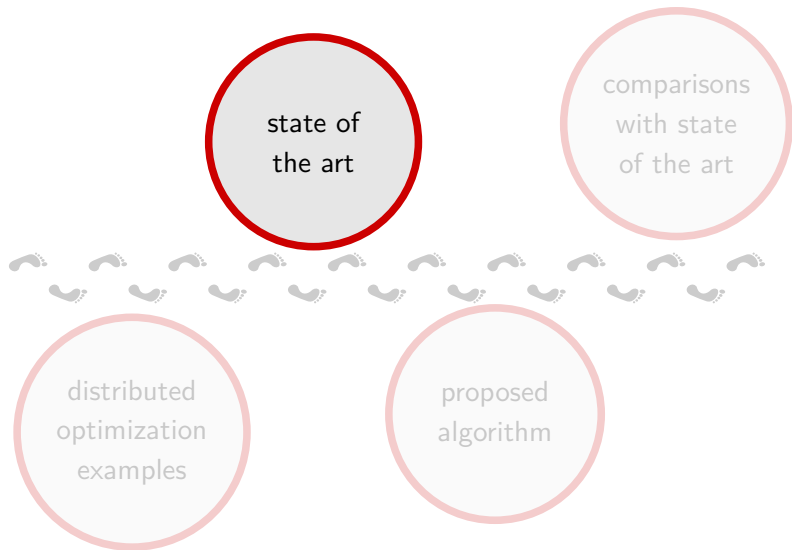 state of
the art
comparisons
with state
of the art
distributed
optimization
examples
proposed
algorithm